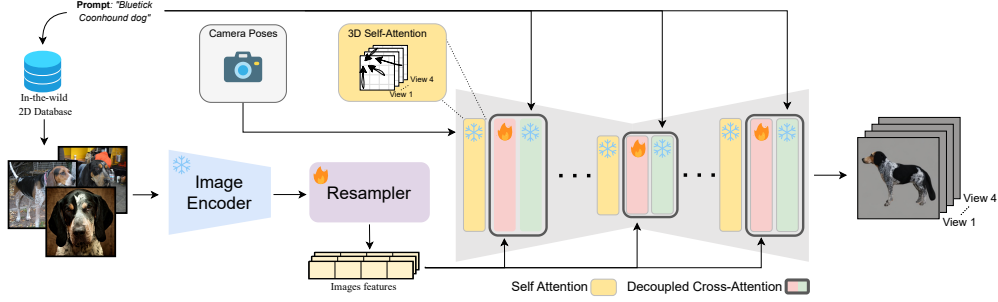 Prompt: "Bluetick
Coonhound dog"
In-the-wild
2D Database
Camera Poses
3D Self-Attention
View 4
View 1
Image
Encoder
Resampler
Images features
View 4
View 1
Self Attention
Decoupled Cross-Attention